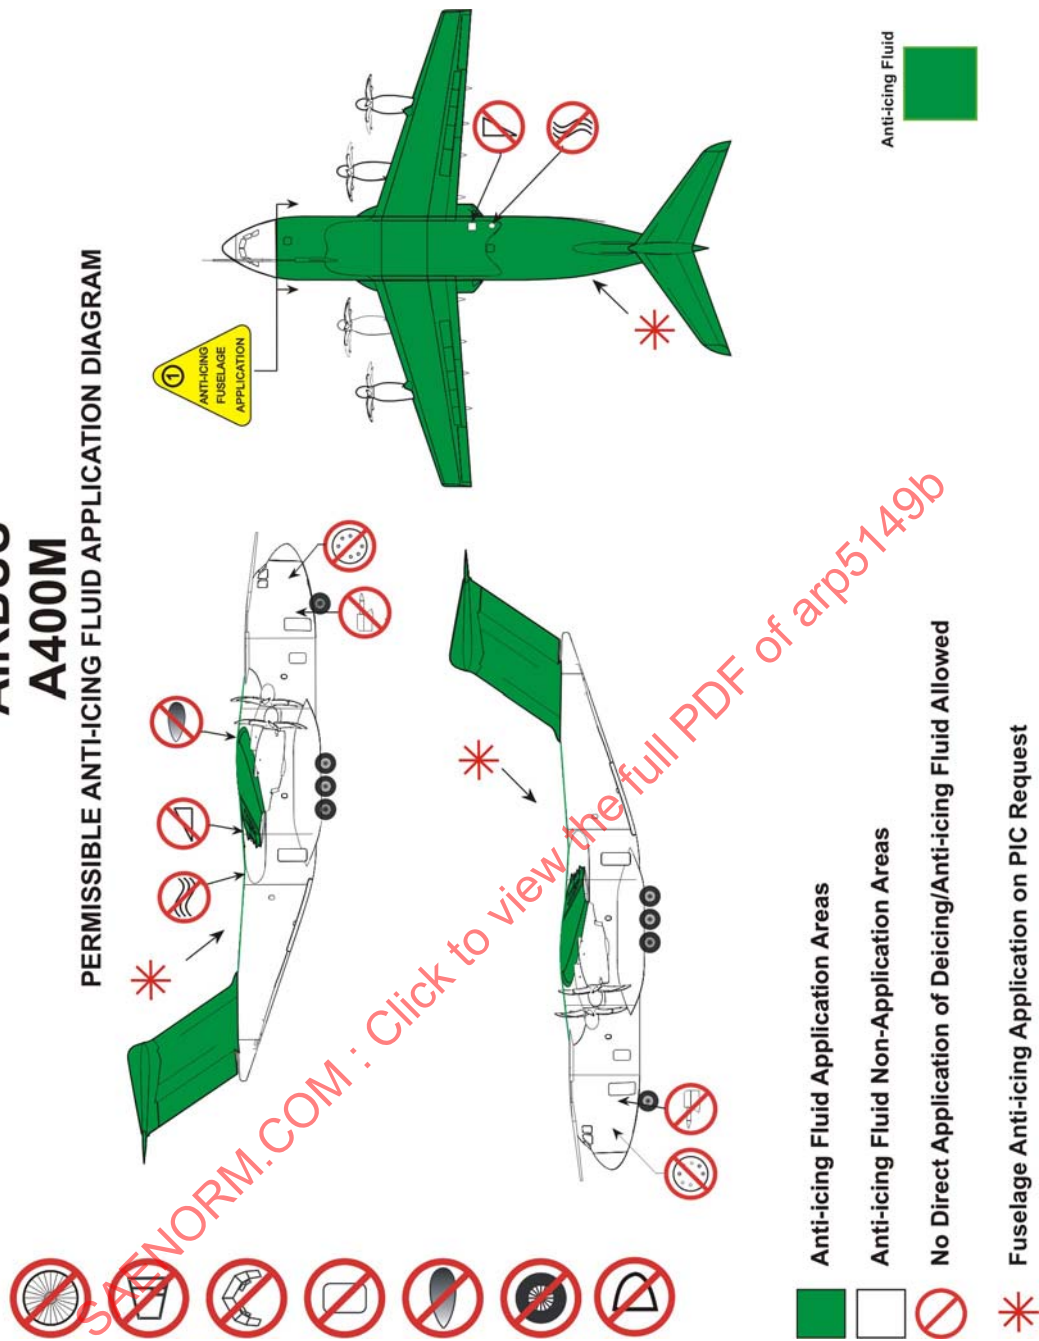 AIRBUS
A400M
PERMISSIBLE ANTI-ICING FLUID APPLICATION DIAGRAM
1
ANTI-ICING
FUSELAGE
APPLICATION
Anti-icing Fluid
Anti-icing Fluid Application Areas
Anti-icing Fluid Non-Application Areas
No Direct Application of Deicing/Anti-icing Fluid Allowed
Fuselage Anti-icing Application on PIC Request
SAENORM.COM : Click to view the full PDF of arp5149b